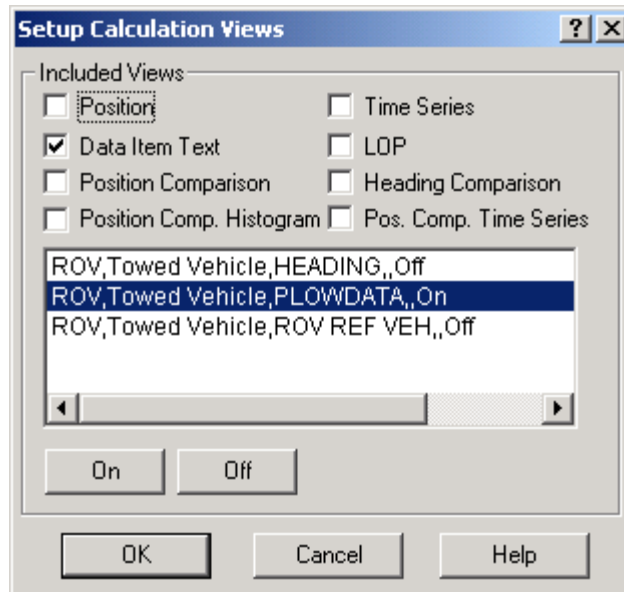 Setup Calculation Views
Included Views
Position
Time Series
Data Item Text
LOP
Position Comparison
Heading Comparison
Position Comp. Histogram
Pos. Comp. Time Series
ROV,Towed Vehicle,HEADING,,Off
ROV,Towed Vehicle,PLOWDATA,,On
ROV,Towed Vehicle,ROV REF VEH,,Off
On
Off
OK
Cancel
Help